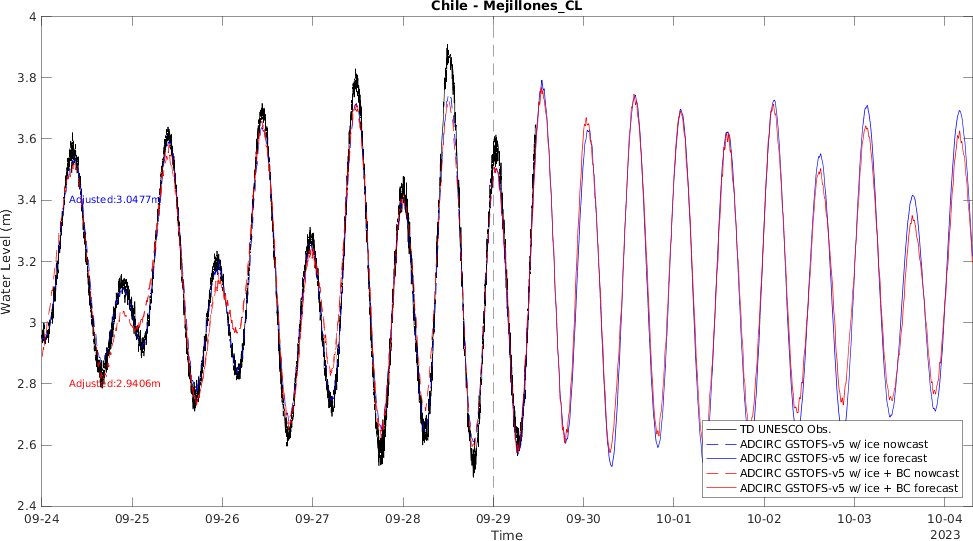 Chile - Mejillones_CL
4
3.8
3.6
3.4
3.2
3
2.8
2.6
2.4
Water Level (m)
Adjusted:3.0477m
Adjusted:2.9406m
TD UNESCO Obs.
ADCIRC GSTOFS-v5 w/ ice nowcast
ADCIRC GSTOFS-v5 w/ ice forecast
ADCIRC GSTOFS-v5 w/ ice + BC nowcast
ADCIRC GSTOFS-v5 w/ ice + BC forecast
09-24 09-25 09-26 09-27 09-28 09-29 09-30 10-01 10-02 10-03 10-04
Time
2023